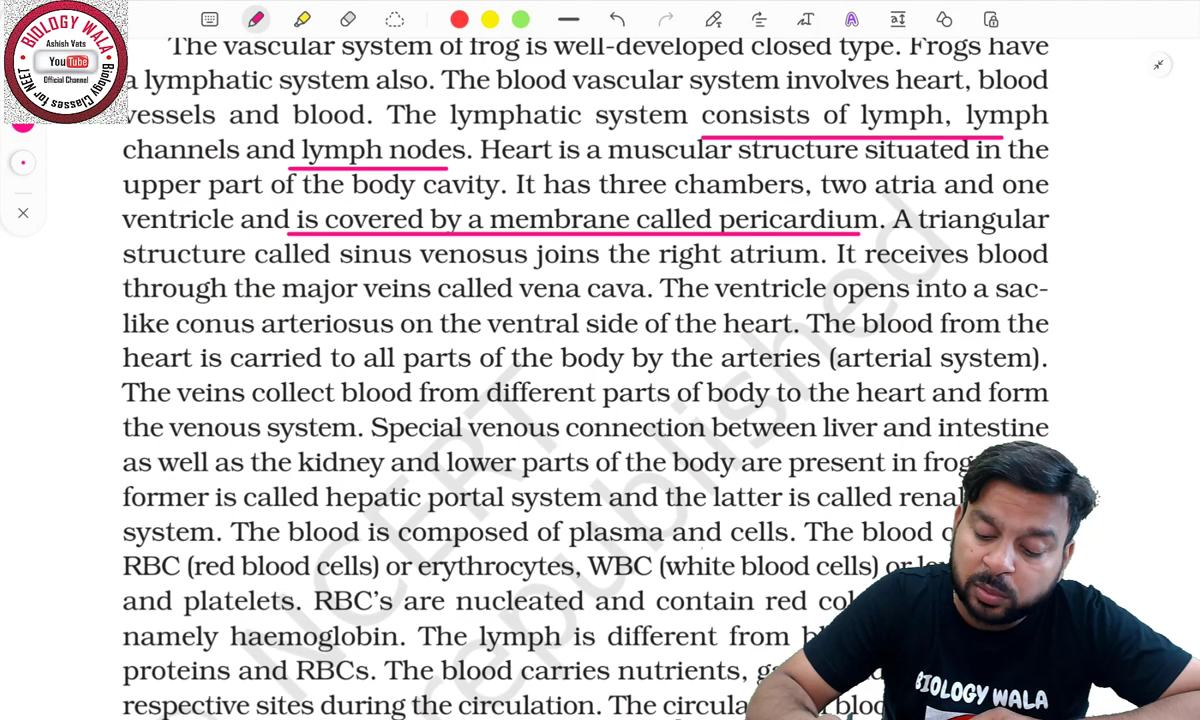 BIOLOGY WALA
Ashish Vats
YouTube
Official Channel
Biology Classes for NEET
The vascular system of frog is well-developed closed type. Frogs have
a lymphatic system also. The blood vascular system involves heart, blood
vessels and blood. The lymphatic system consists of lymph, lymph
channels and lymph nodes. Heart is a muscular structure situated in the
upper part of the body cavity. It has three chambers, two atria and one
ventricle and is covered by a membrane called pericardium. A triangular
structure called sinus venosus joins the right atrium. It receives blood
through the major veins called vena cava. The ventricle opens into a sac-
like conus arteriosus on the ventral side of the heart. The blood from the
heart is carried to all parts of the body by the arteries (arterial system).
The veins collect blood from different parts of body to the heart and form
the venous system. Special venous connection between liver and intestine
as well as the kidney and lower parts of the body are present in
former is called hepatic portal system and the latter is called
system. The blood is composed of plasma and cells. The blood
RBC (red blood cells) or erythrocytes, WBC (white blood cells) or
and platelets. RBC's are nucleated and contain red
namely haemoglobin. The lymph is different from
proteins and RBCs. The blood carries nutrients,
respective sites during the circulation. The
NCERT
republished
BIOLOGY WALA